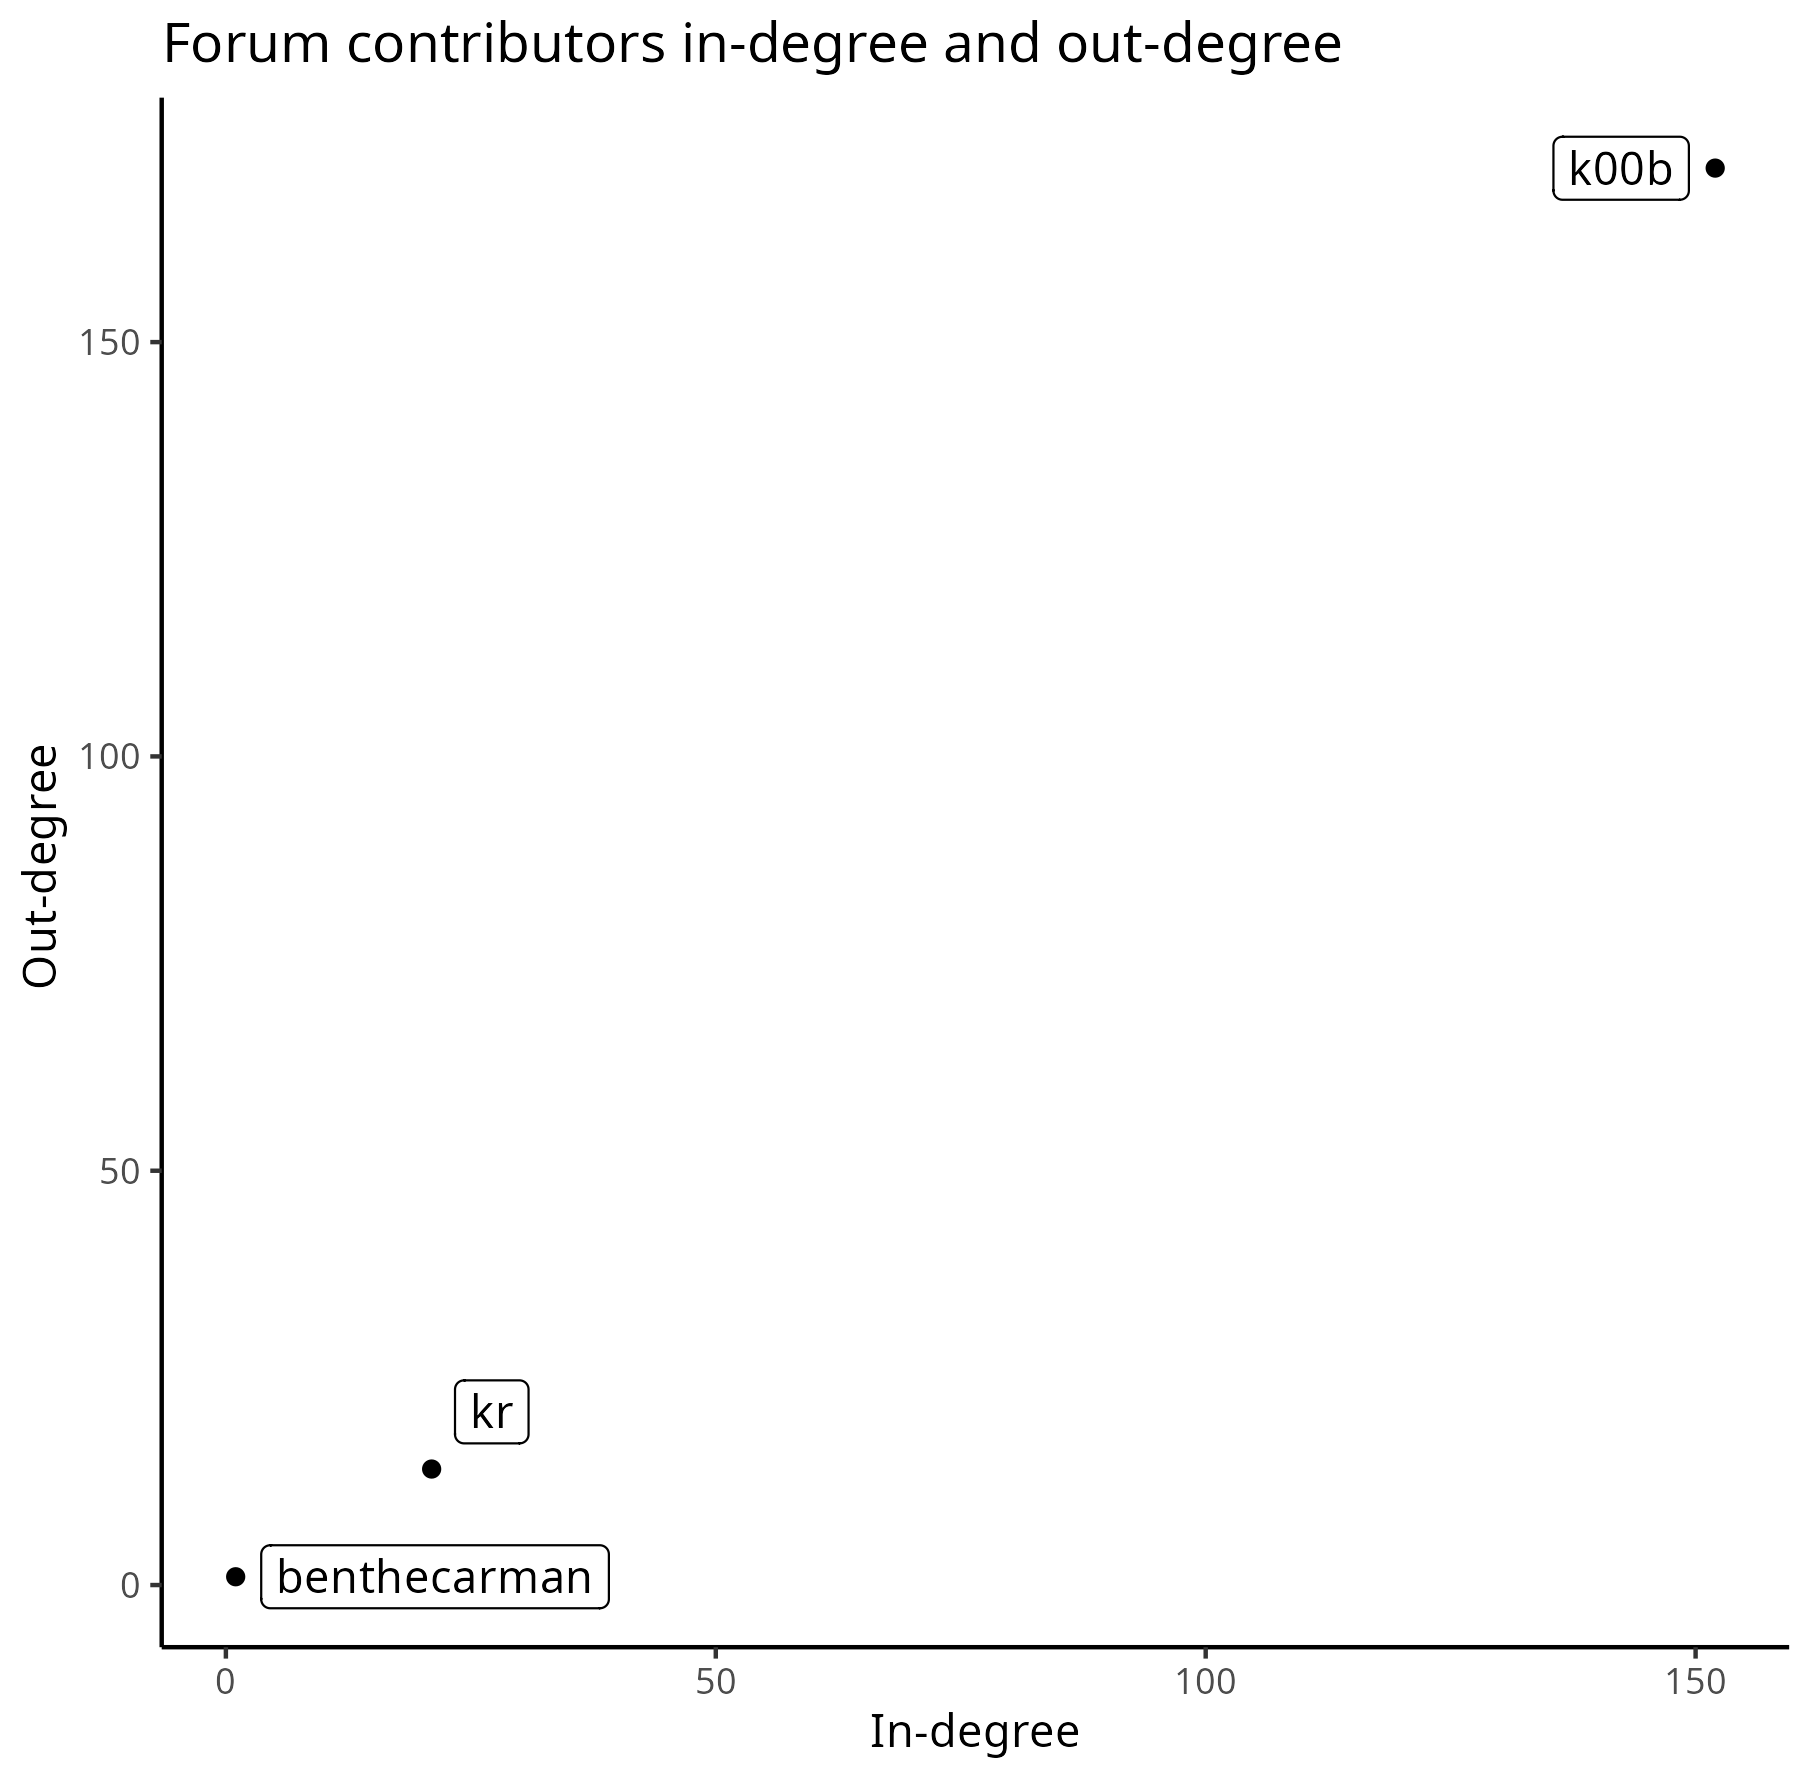 Forum contributors in-degree and out-degree
k00b
150
100
Out-degree
50
kr
benthecarman
0
0 50 100 150
In-degree